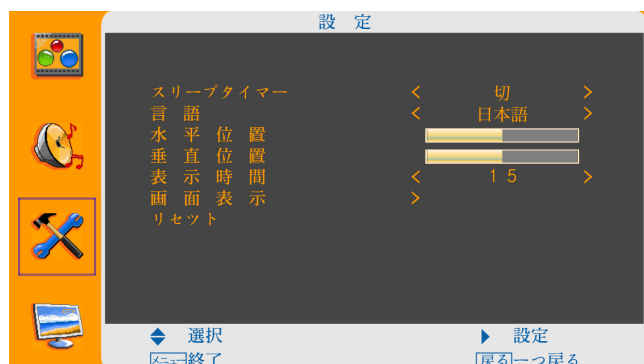 設 定
スリープタイマー < 切 >
言 語 < 日本語 >
水 平 位 置
垂 直 位 置
表 示 時 間 < 15 >
画 面 表 示 >
リセット
選択 設定
メニュー 終了 戻る 一つ戻る